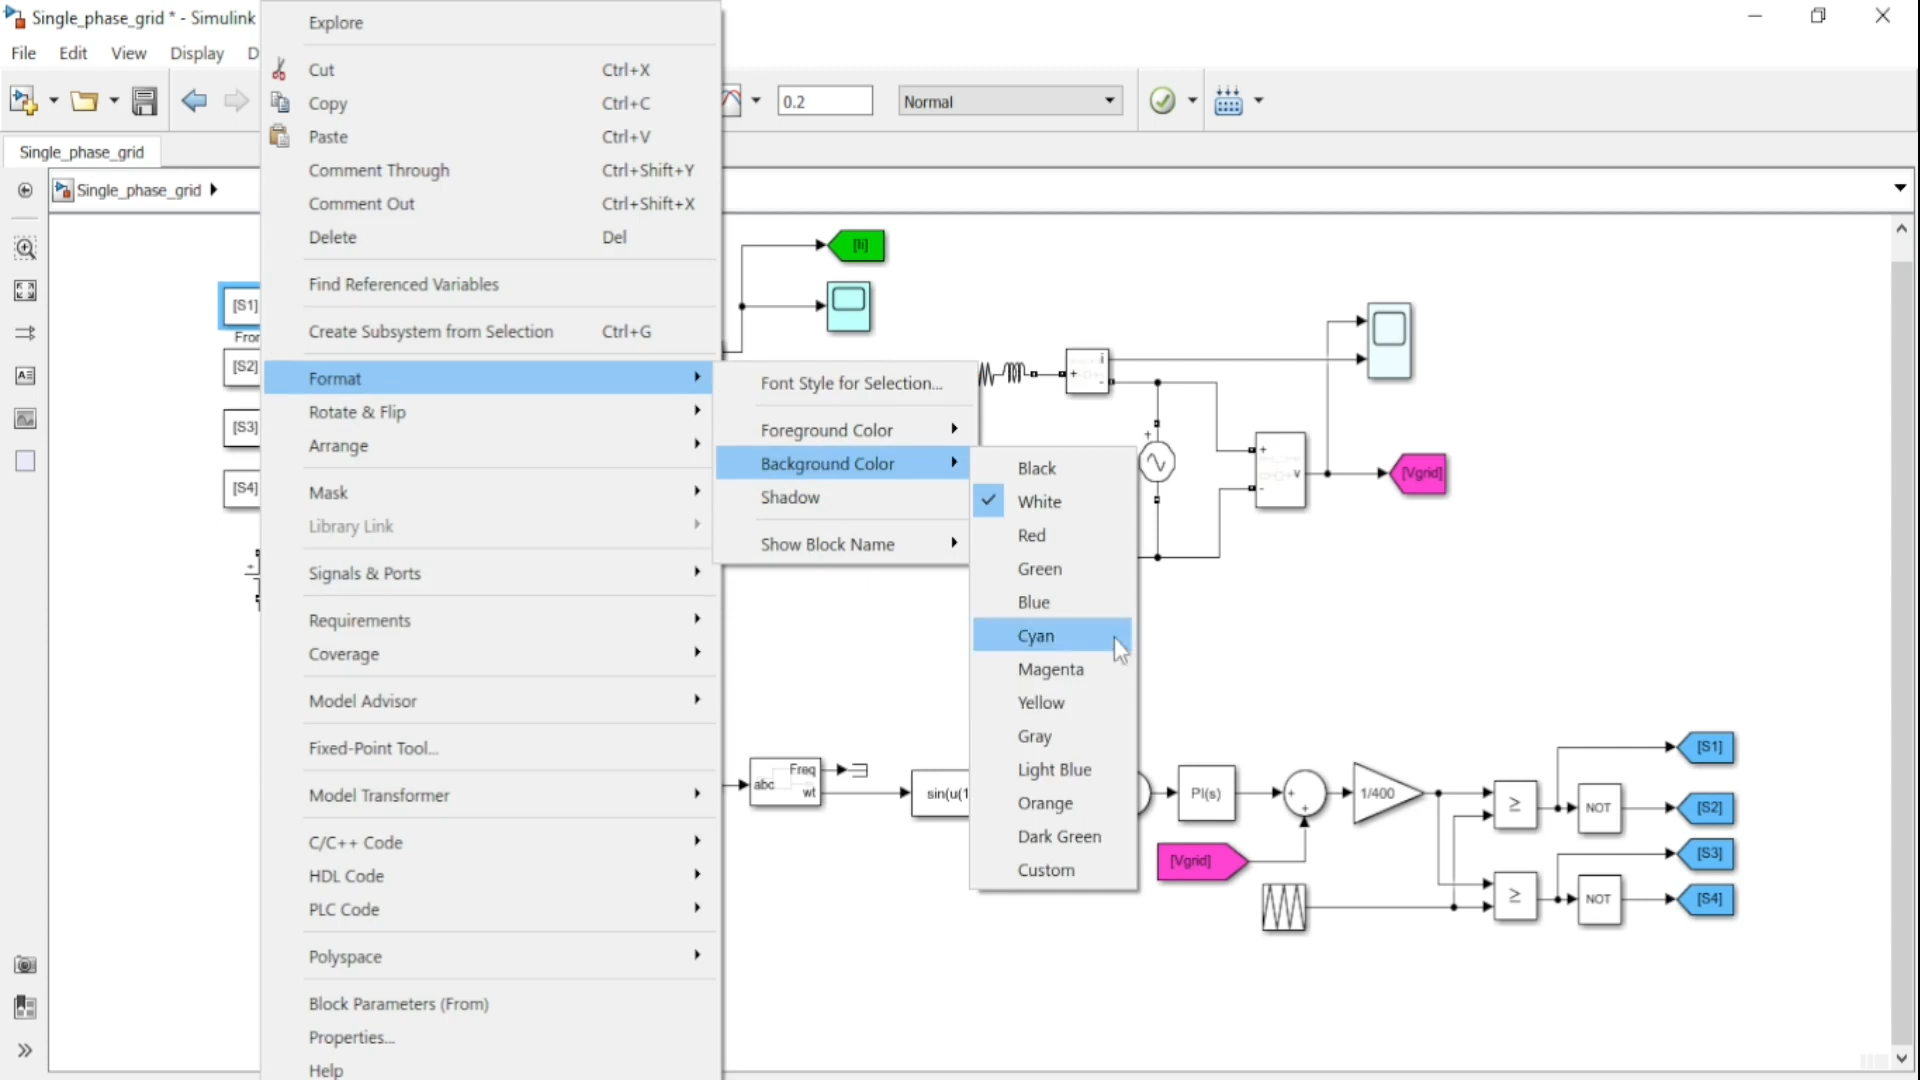 Single_phase_grid * - Simulink
File Edit View Display D
0.2
Normal
Single_phase_grid
Single_phase_grid
Explore
Cut Ctrl+X
Copy Ctrl+C
Paste Ctrl+V
Comment Through Ctrl+Shift+Y
Comment Out Ctrl+Shift+X
Delete Del
Find Referenced Variables
Create Subsystem from Selection Ctrl+G
Format
Rotate & Flip
Arrange
Mask
Library Link
Signals & Ports
Requirements
Coverage
Model Advisor
Fixed-Point Tool...
Model Transformer
C/C++ Code
HDL Code
PLC Code
Polyspace
Block Parameters (From)
Properties...
Help
Font Style for Selection...
Foreground Color
Background Color
Shadow
Show Block Name
Black
White
Red
Green
Blue
Cyan
Magenta
Yellow
Gray
Light Blue
Orange
Dark Green
Custom
[S1]
From
[S2]
[S3]
[S4]
+
[Ii]
i
+
-
+
+
v
-
[Vgrid]
abc
Freq
wt
sin(u(1
PI(s)
+
+
1/400
[Vgrid]
≥
NOT
≥
NOT
[S1]
[S2]
[S3]
[S4]